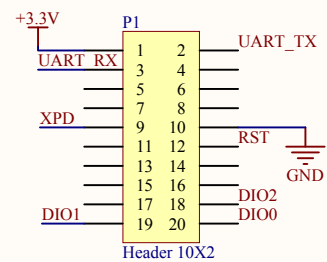 P1
+3.3V
1 2 UART_TX
UART_RX 3 4
5 6
7 8
XPD 9 10
RST
11 12
GND
13 14
15 16
DIO2
17 18
DIO1 19 20 DIO0
Header 10X2